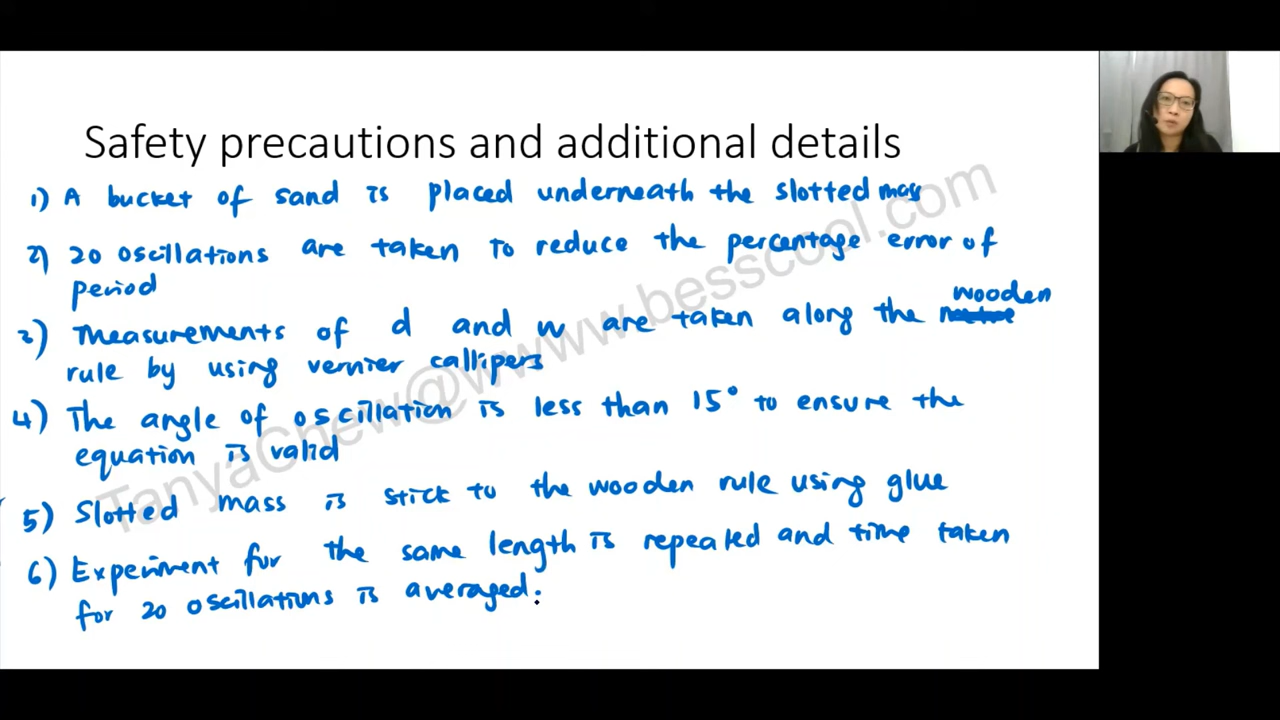 Safety precautions and additional details
1) A bucket of sand is placed underneath the slotted mass
2) 20 oscillations are taken to reduce the percentage error of
period
3) Measurements of d and w are taken along the wooden
rule by using vernier callipers
4) The angle of oscillation is less than 15° to ensure the
equation is valid
5) Slotted mass is stick to the wooden rule using glue
6) Experiment for the same length is repeated and time taken
for 20 oscillations is averaged.
TanyaChew@www.besscool.com